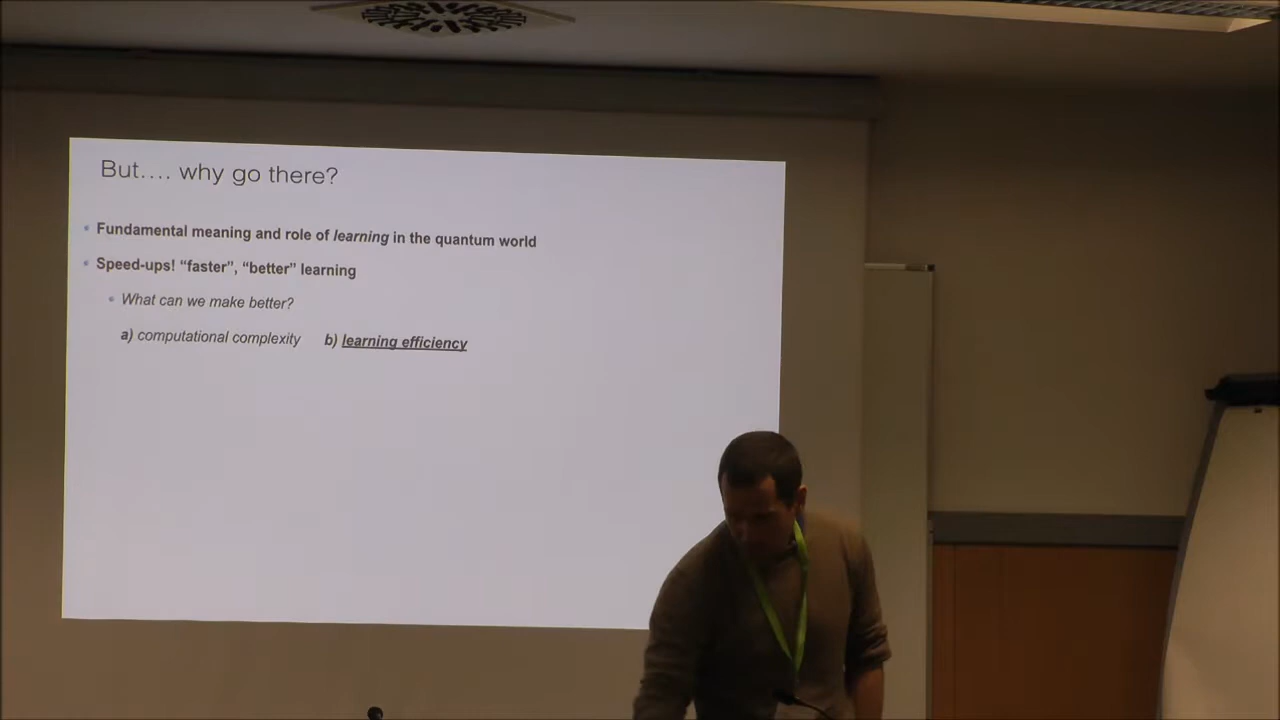 But.... why go there?
Fundamental meaning and role of learning in the quantum world
Speed-ups! “faster”, “better” learning
What can we make better?
a) computational complexity b) learning efficiency